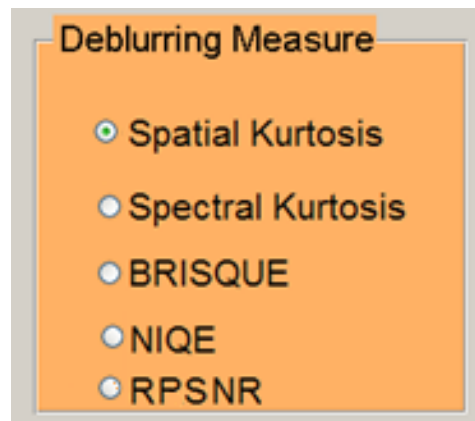 Deblurring Measure
Spatial Kurtosis
Spectral Kurtosis
BRISQUE
NIQE
RPSNR